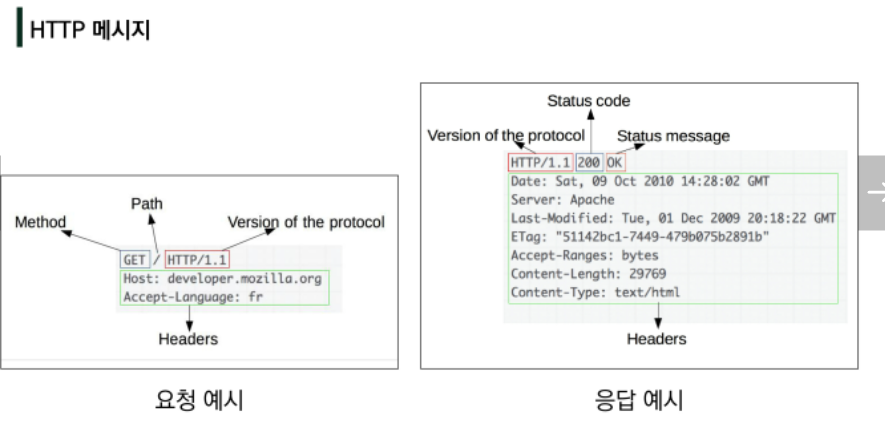 HTTP 메시지
Method
Path
Version of the protocol
GET / HTTP/1.1
Host: developer.mozilla.org
Accept-Language: fr
Headers
요청 예시
Status code
Version of the protocol
Status message
HTTP/1.1 200 OK
Date: Sat, 09 Oct 2010 14:28:02 GMT
Server: Apache
Last-Modified: Tue, 01 Dec 2009 20:18:22 GMT
ETag: "51142bc1-7449-479b075b2891b"
Accept-Ranges: bytes
Content-Length: 29769
Content-Type: text/html
Headers
응답 예시